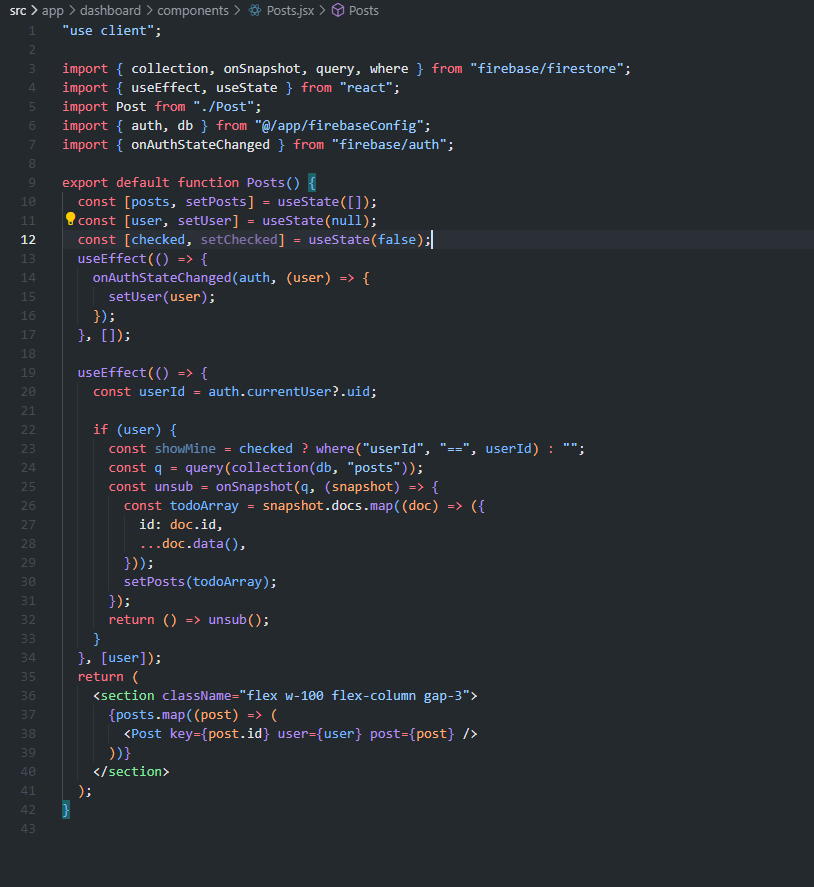 src > app > dashboard > components > Posts.jsx > Posts
1 "use client";
2
3 import { collection, onSnapshot, query, where } from "firebase/firestore";
4 import { useEffect, useState } from "react";
5 import Post from "./Post";
6 import { auth, db } from "@/app/firebaseConfig";
7 import { onAuthStateChanged } from "firebase/auth";
8
9 export default function Posts() {
10   const [posts, setPosts] = useState([]);
11   const [user, setUser] = useState(null);
12   const [checked, setChecked] = useState(false);
13   useEffect(() => {
14     onAuthStateChanged(auth, (user) => {
15       setUser(user);
16     });
17   }, []);
18
19   useEffect(() => {
20     const userId = auth.currentUser?.uid;
21
22     if (user) {
23       const showMine = checked ? where("userId", "==", userId) : "";
24       const q = query(collection(db, "posts"));
25       const unsub = onSnapshot(q, (snapshot) => {
26         const todoArray = snapshot.docs.map((doc) => ({
27           id: doc.id,
28           ...doc.data(),
29         }));
30         setPosts(todoArray);
31       });
32       return () => unsub();
33     }
34   }, [user]);
35   return (
36     <section className="flex w-100 flex-column gap-3">
37       {posts.map((post) => (
38         <Post key={post.id} user={user} post={post} />
39       ))}
40     </section>
41   );
42 }
43